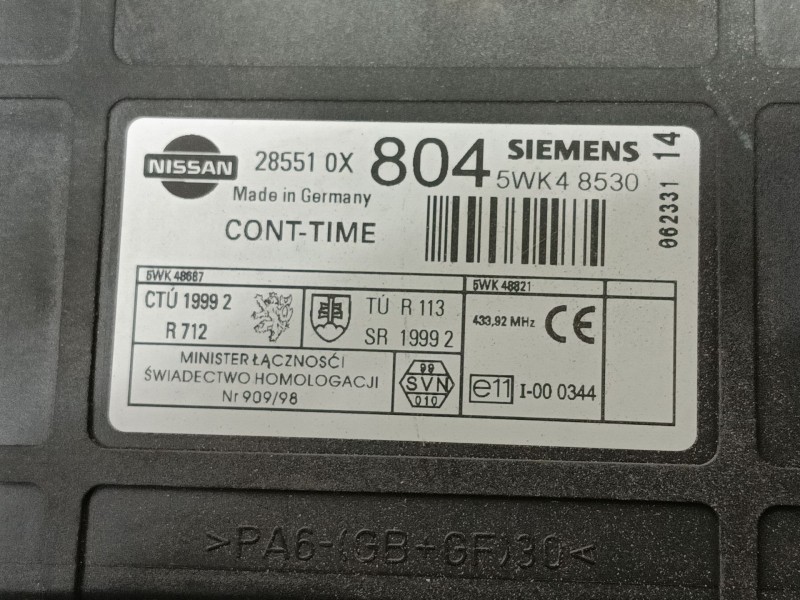 NISSAN
28551 0X 804
SIEMENS
5WK4 8530
Made in Germany
CONT-TIME
062331 14
5WK 48687
5WK 48821
CTÚ 1999 2
R 712
TÚ R 113
SR 1999 2
433,92 MHz CE
MINISTER ŁĄCZNOŚCI
ŚWIADECTWO HOMOLOGACJI
Nr 909/98
99
SVN
010
e11 I-00 0344
>PA6-(GB+GF)30<